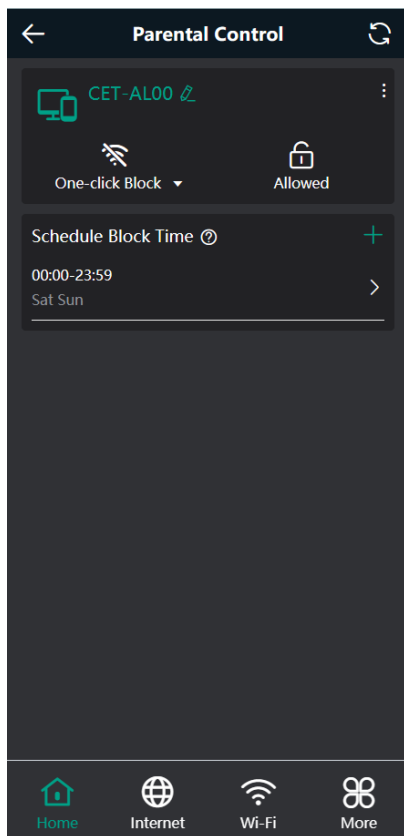 Parental Control
CET-AL00
One-click Block
Allowed
Schedule Block Time
00:00-23:59
Sat Sun
Home
Internet
Wi-Fi
More